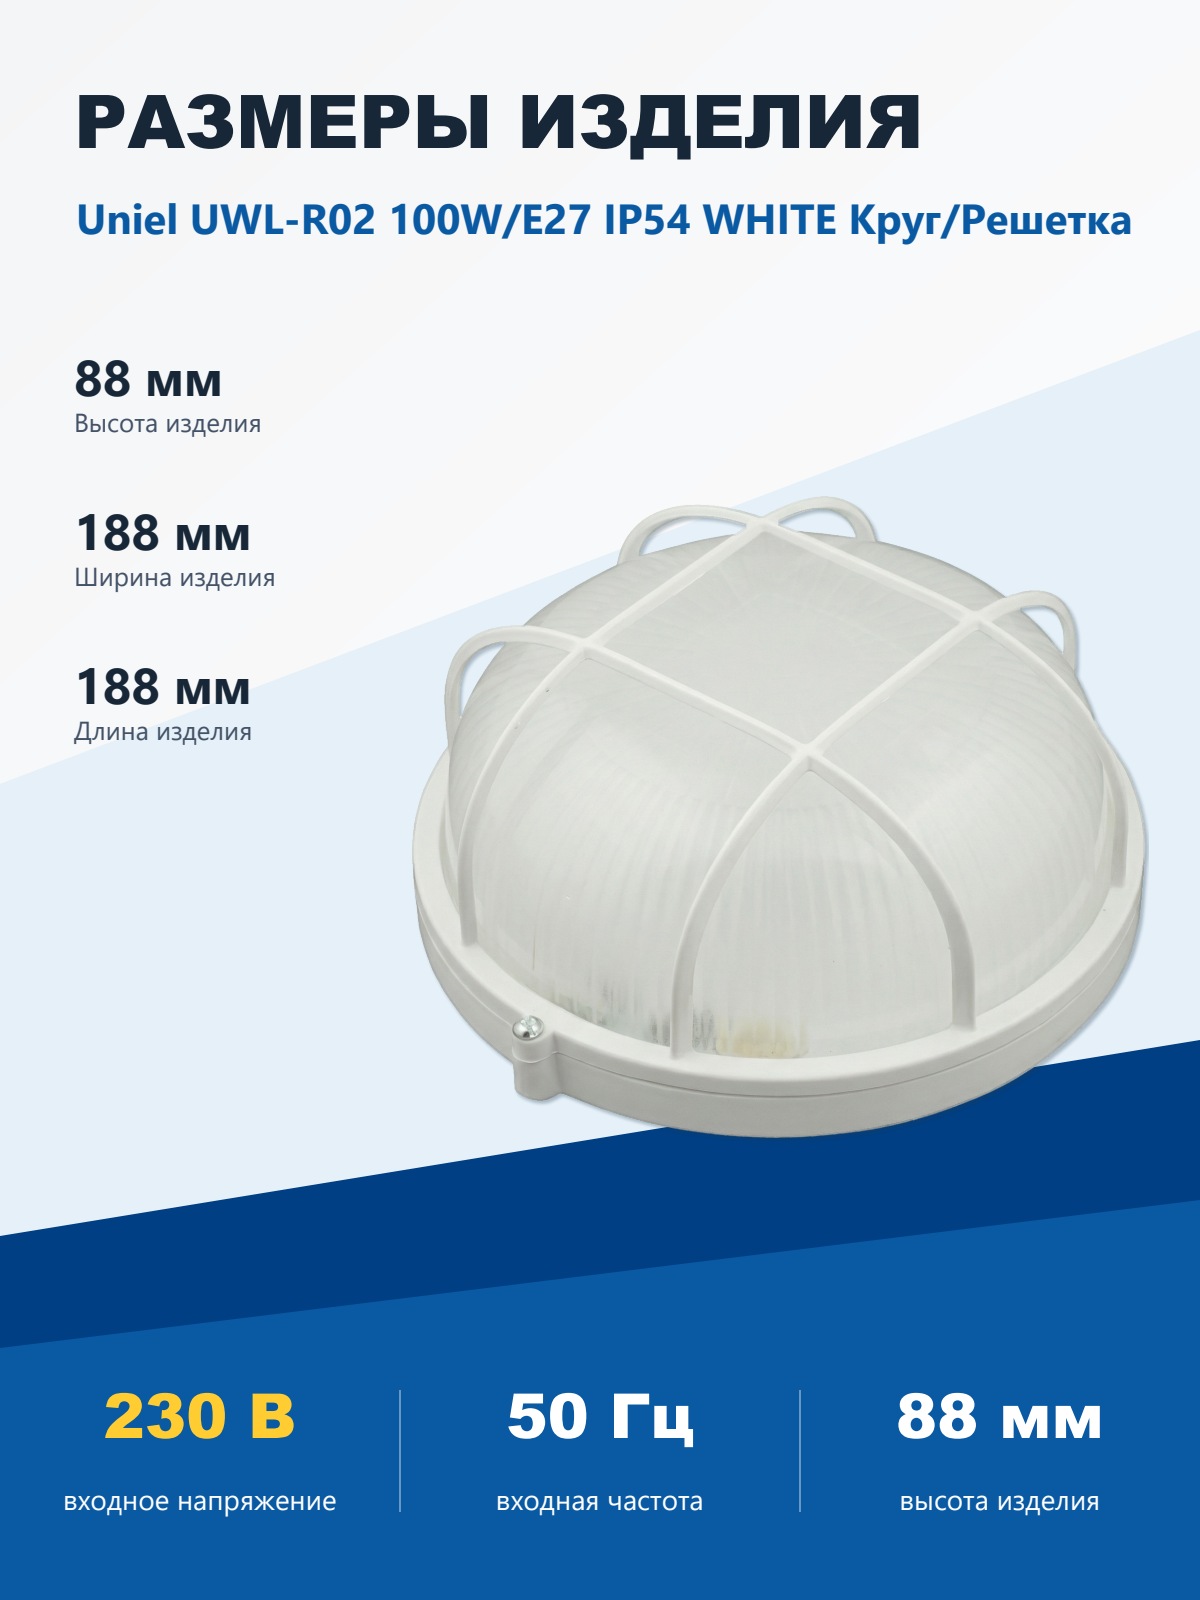 РАЗМЕРЫ ИЗДЕЛИЯ
Uniel UWL-R02 100W/E27 IP54 WHITE Круг/Решетка
88 мм
Высота изделия
188 мм
Ширина изделия
188 мм
Длина изделия
230 В
входное напряжение
50 Гц
входная частота
88 мм
высота изделия